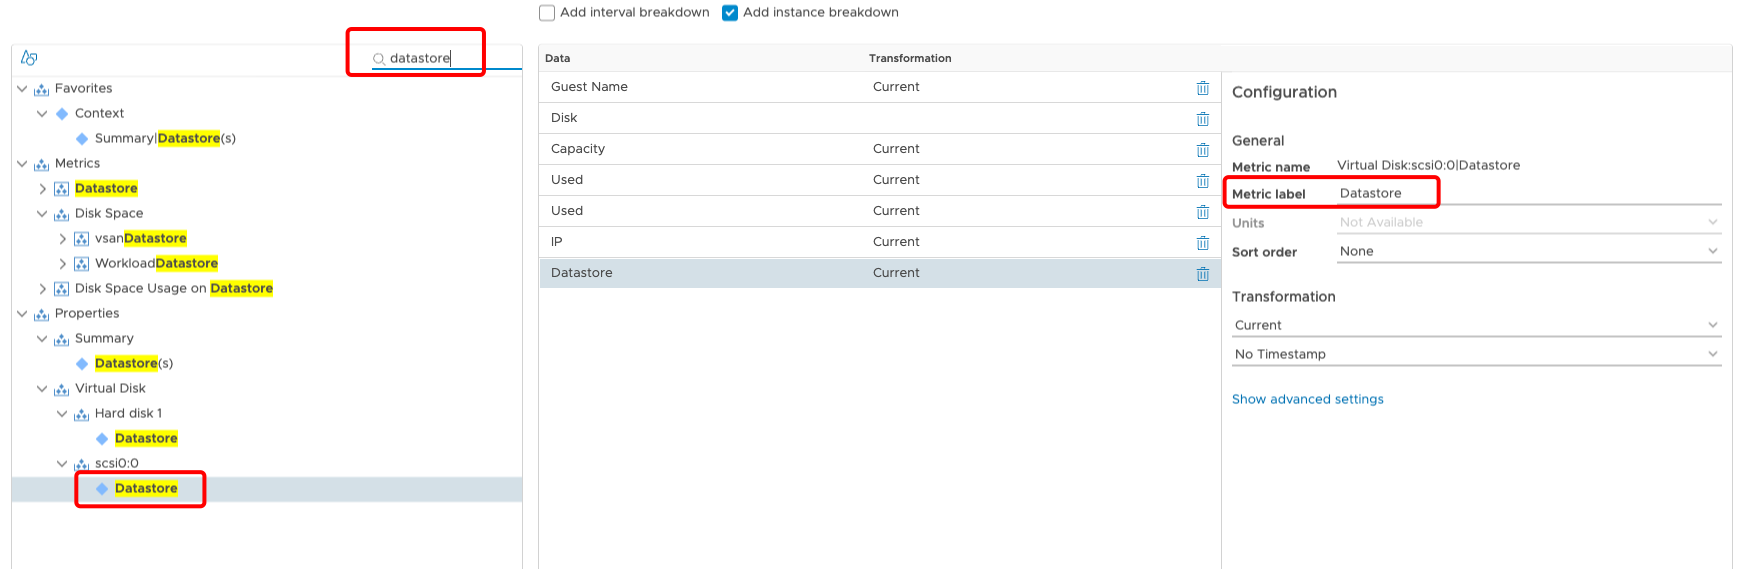 Add interval breakdown Add instance breakdown
datastore
Favorites
Context
Summary|Datastore(s)
Metrics
Datastore
Disk Space
vsanDatastore
WorkloadDatastore
Disk Space Usage on Datastore
Properties
Summary
Datastore(s)
Virtual Disk
Hard disk 1
Datastore
scsi0:0
Datastore
Data Transformation
Guest Name Current
Disk
Capacity Current
Used Current
Used Current
IP Current
Datastore Current
Configuration
General
Metric name Virtual Disk:scsi0:0|Datastore
Metric label Datastore
Units Not Available
Sort order None
Transformation
Current
No Timestamp
Show advanced settings